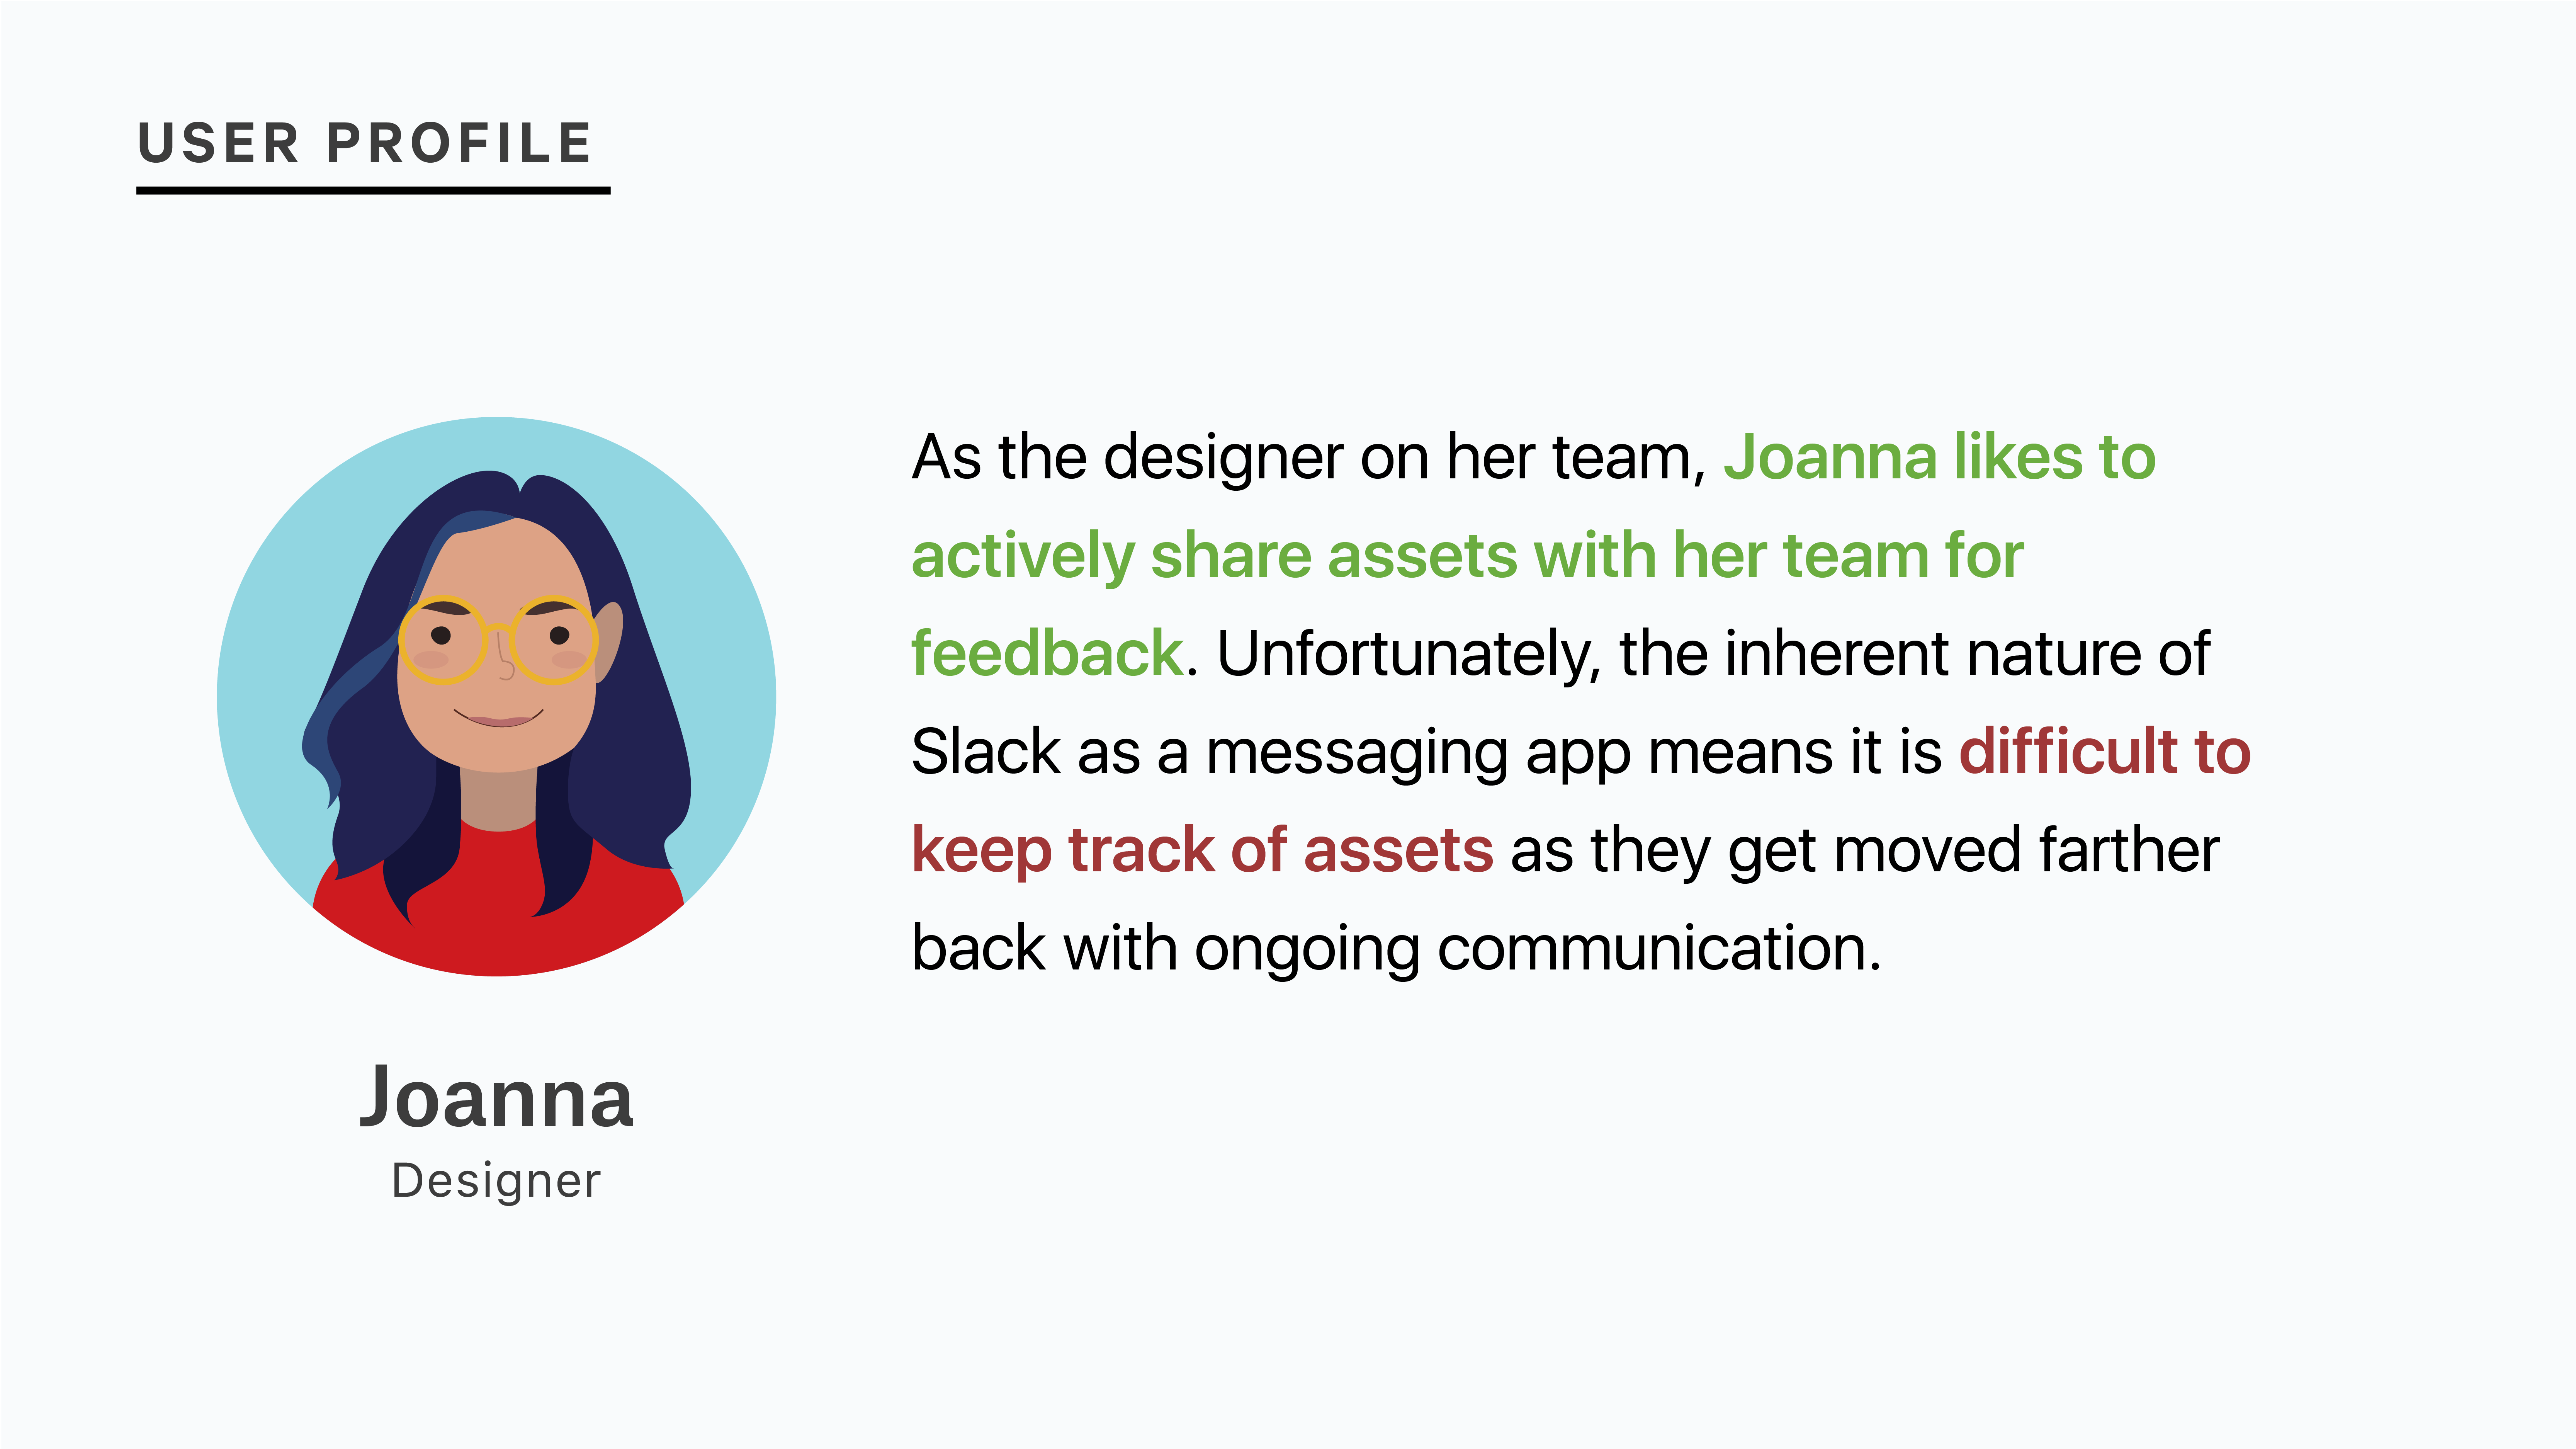 USER PROFILE
As the designer on her team, Joanna likes to
actively share assets with her team for
feedback. Unfortunately, the inherent nature of
Slack as a messaging app means it is difficult to
keep track of assets as they get moved farther
back with ongoing communication.
Joanna
Designer